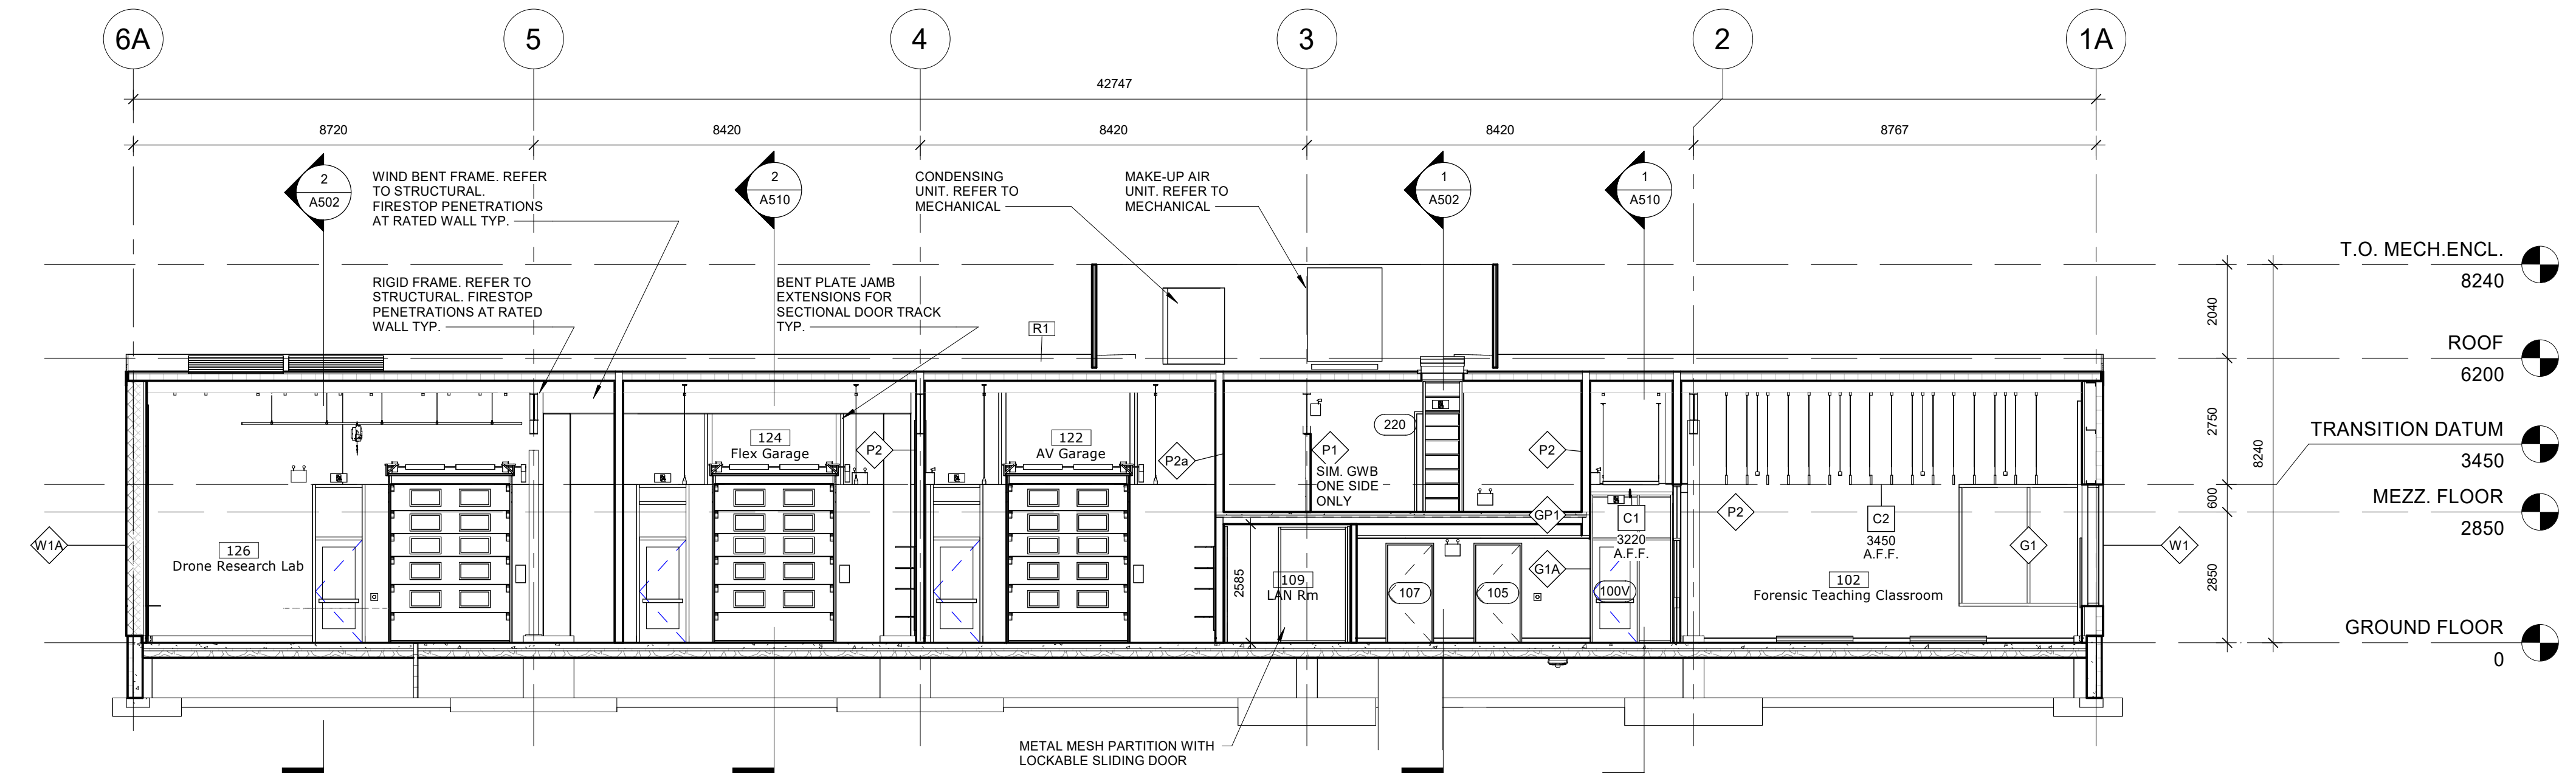 6A
5
4
3
2
1A
42747
8720
8420
8420
8420
8767
2
A502
WIND BENT FRAME. REFER
TO STRUCTURAL.
FIRESTOP PENETRATIONS
AT RATED WALL TYP.
2
A510
CONDENSING
UNIT. REFER TO
MECHANICAL
MAKE-UP AIR
UNIT. REFER TO
MECHANICAL
1
A502
1
A510
RIGID FRAME. REFER TO
STRUCTURAL. FIRESTOP
PENETRATIONS AT RATED
WALL TYP.
BENT PLATE JAMB
EXTENSIONS FOR
SECTIONAL DOOR TRACK
TYP.
R1
T.O. MECH.ENCL.
8240
2040
ROOF
6200
2750
TRANSITION DATUM
3450
8240
600
MEZZ. FLOOR
2850
2850
GROUND FLOOR
0
124
Flex Garage
P2
122
AV Garage
P2a
P1
SIM. GWB
ONE SIDE
ONLY
220
P2
GP1
C1
3220
A.F.F.
P2
C2
3450
A.F.F.
G1
W1
W1A
126
Drone Research Lab
2585
109
LAN Rm
107
105
G1A
100V
102
Forensic Teaching Classroom
METAL MESH PARTITION WITH
LOCKABLE SLIDING DOOR